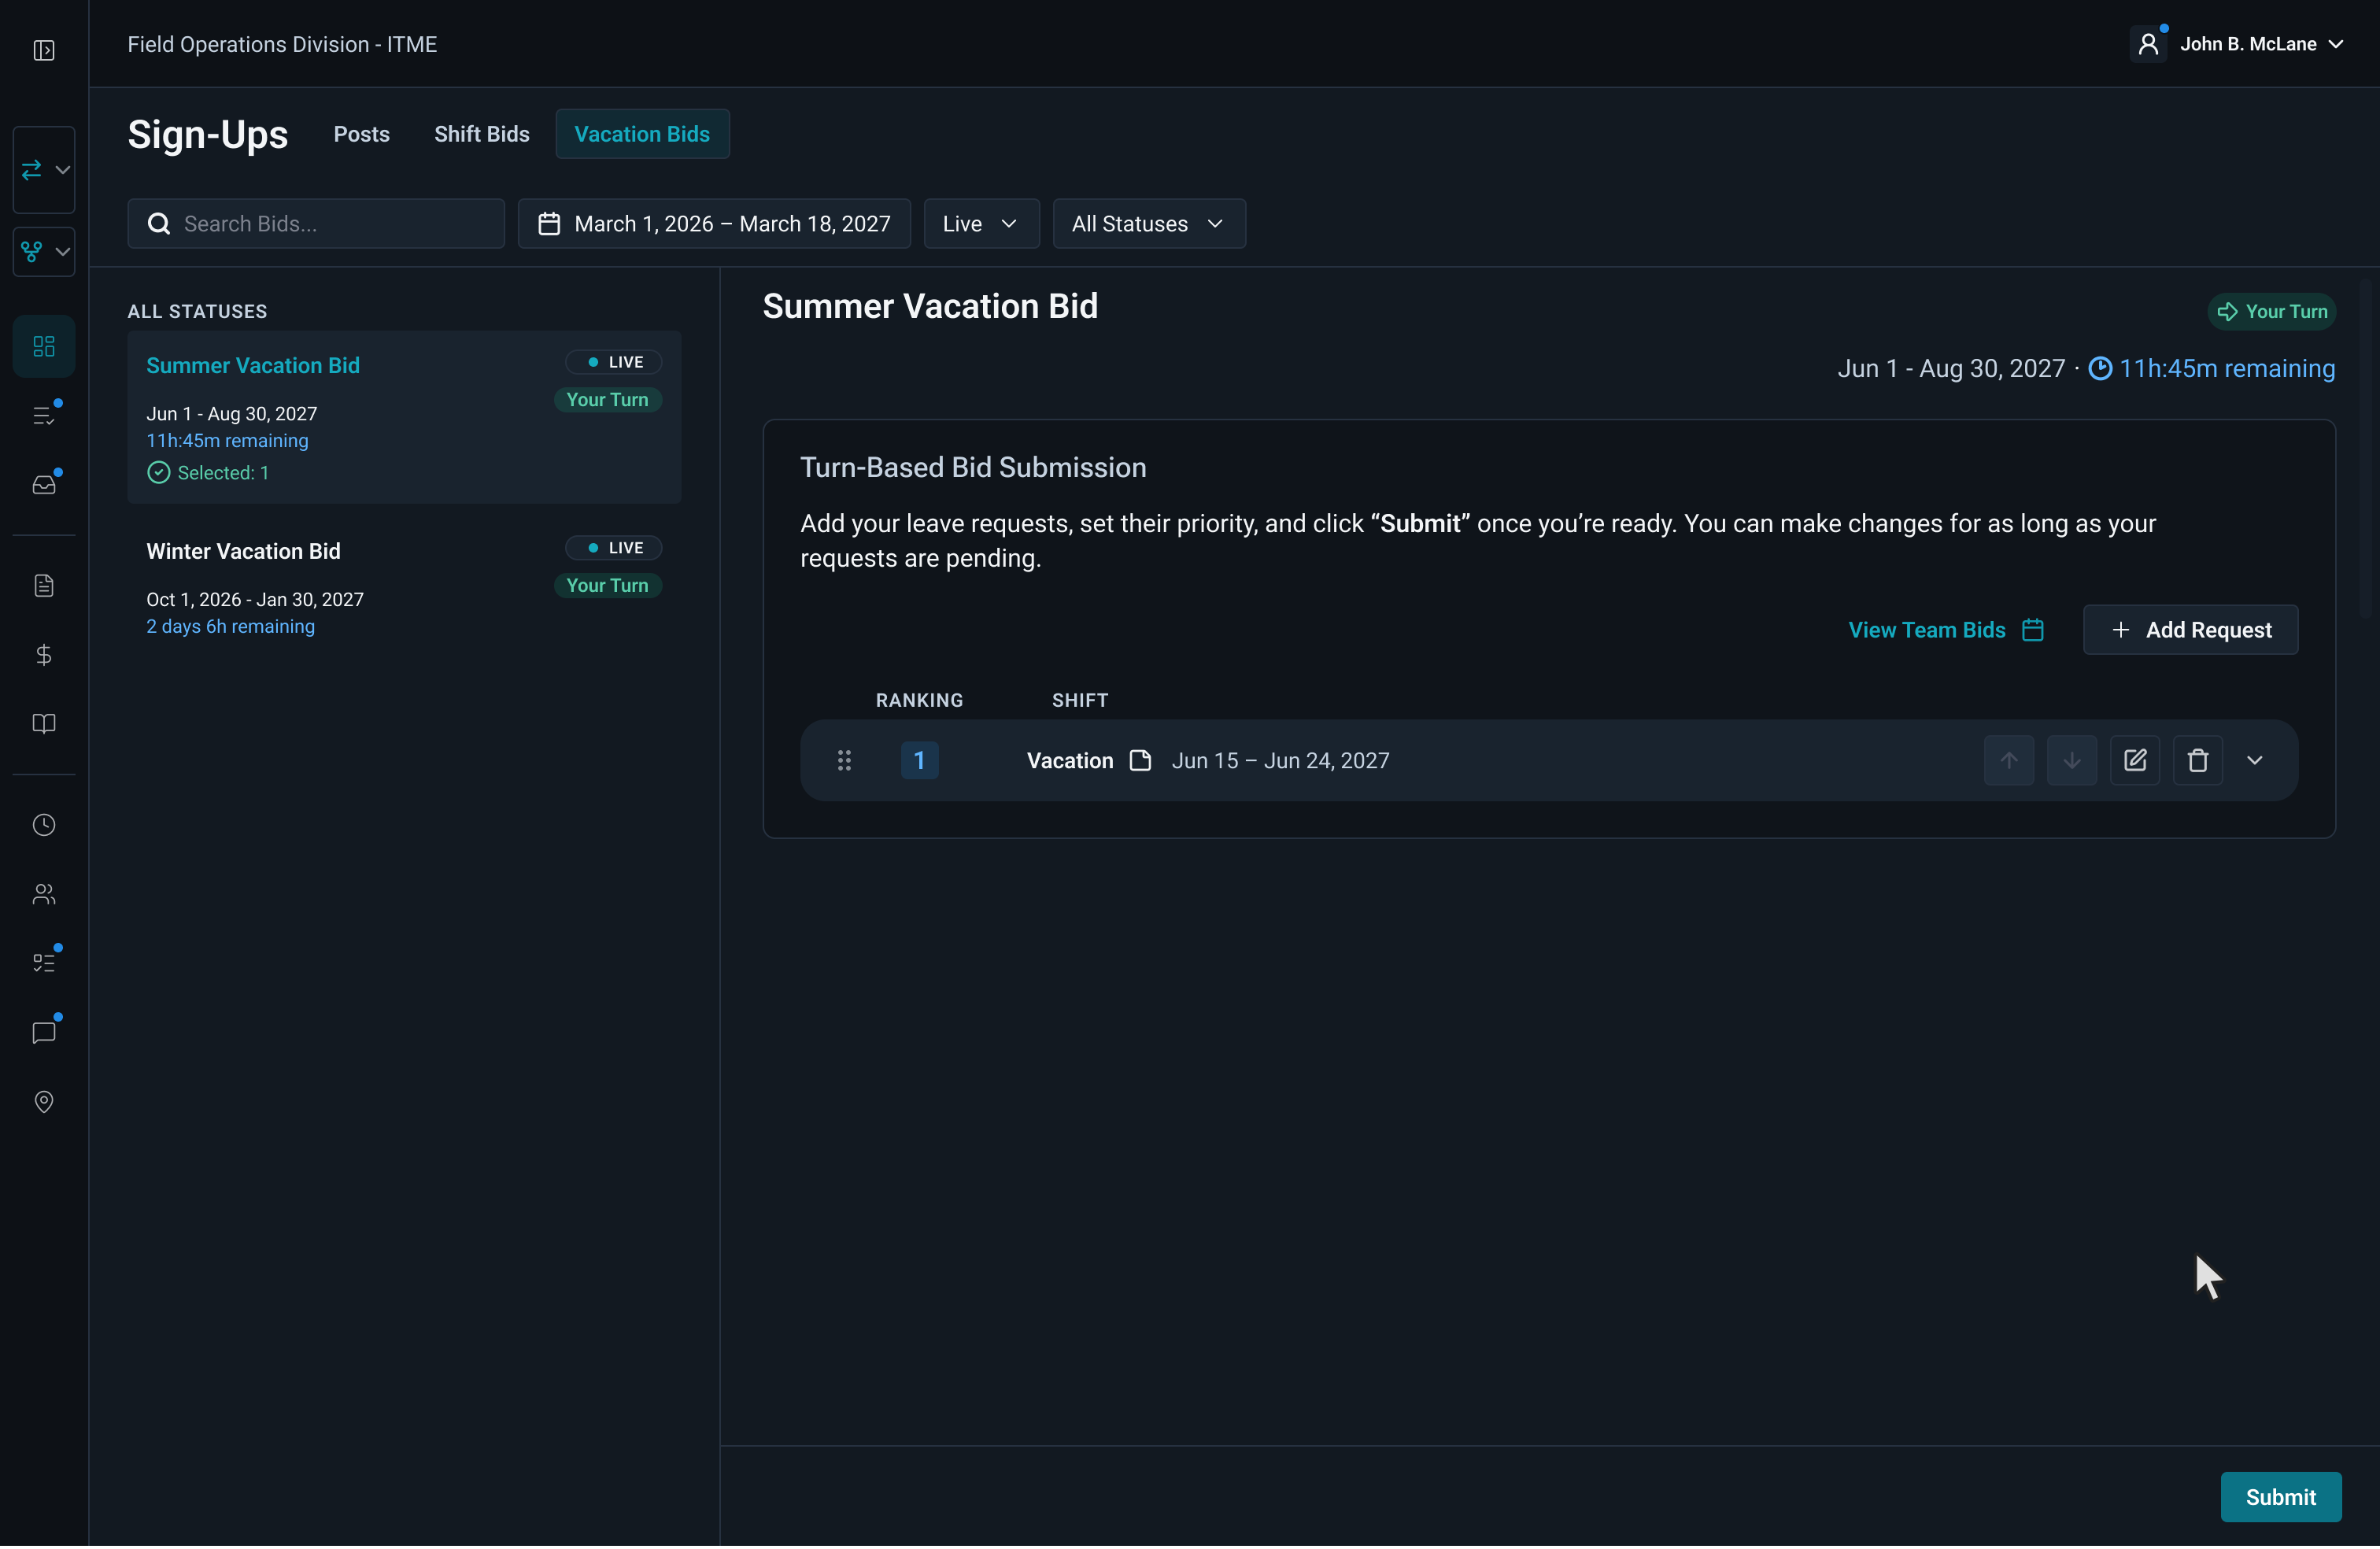 Field Operations Division - ITME
John B. McLane
Sign-Ups
Posts
Shift Bids
Vacation Bids
Search Bids...
March 1, 2026 – March 18, 2027
Live
All Statuses
ALL STATUSES
Summer Vacation Bid
LIVE
Your Turn
Jun 1 - Aug 30, 2027
11h:45m remaining
Selected: 1
Winter Vacation Bid
LIVE
Your Turn
Oct 1, 2026 - Jan 30, 2027
2 days 6h remaining
Summer Vacation Bid
Your Turn
Jun 1 - Aug 30, 2027 · 11h:45m remaining
Turn-Based Bid Submission
Add your leave requests, set their priority, and click “Submit” once you’re ready. You can make changes for as long as your
requests are pending.
View Team Bids
Add Request
RANKING
SHIFT
1
Vacation
Jun 15 – Jun 24, 2027
Submit